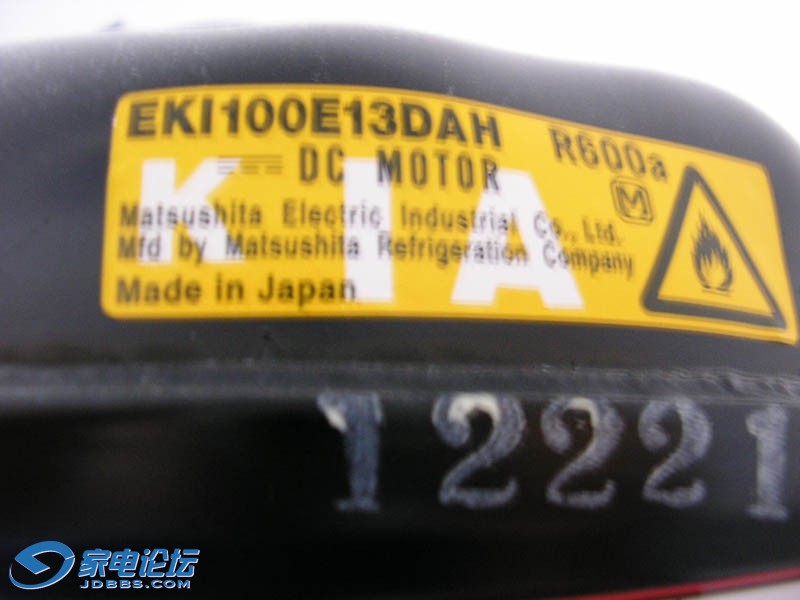 EKI100E13DAH R600a
DC MOTOR
M
KIA
Matsushita Electric Industrial Co., Ltd.
Mfd by Matsushita Refrigeration Company
Made in Japan
12221
家电论坛
JDBBS.COM